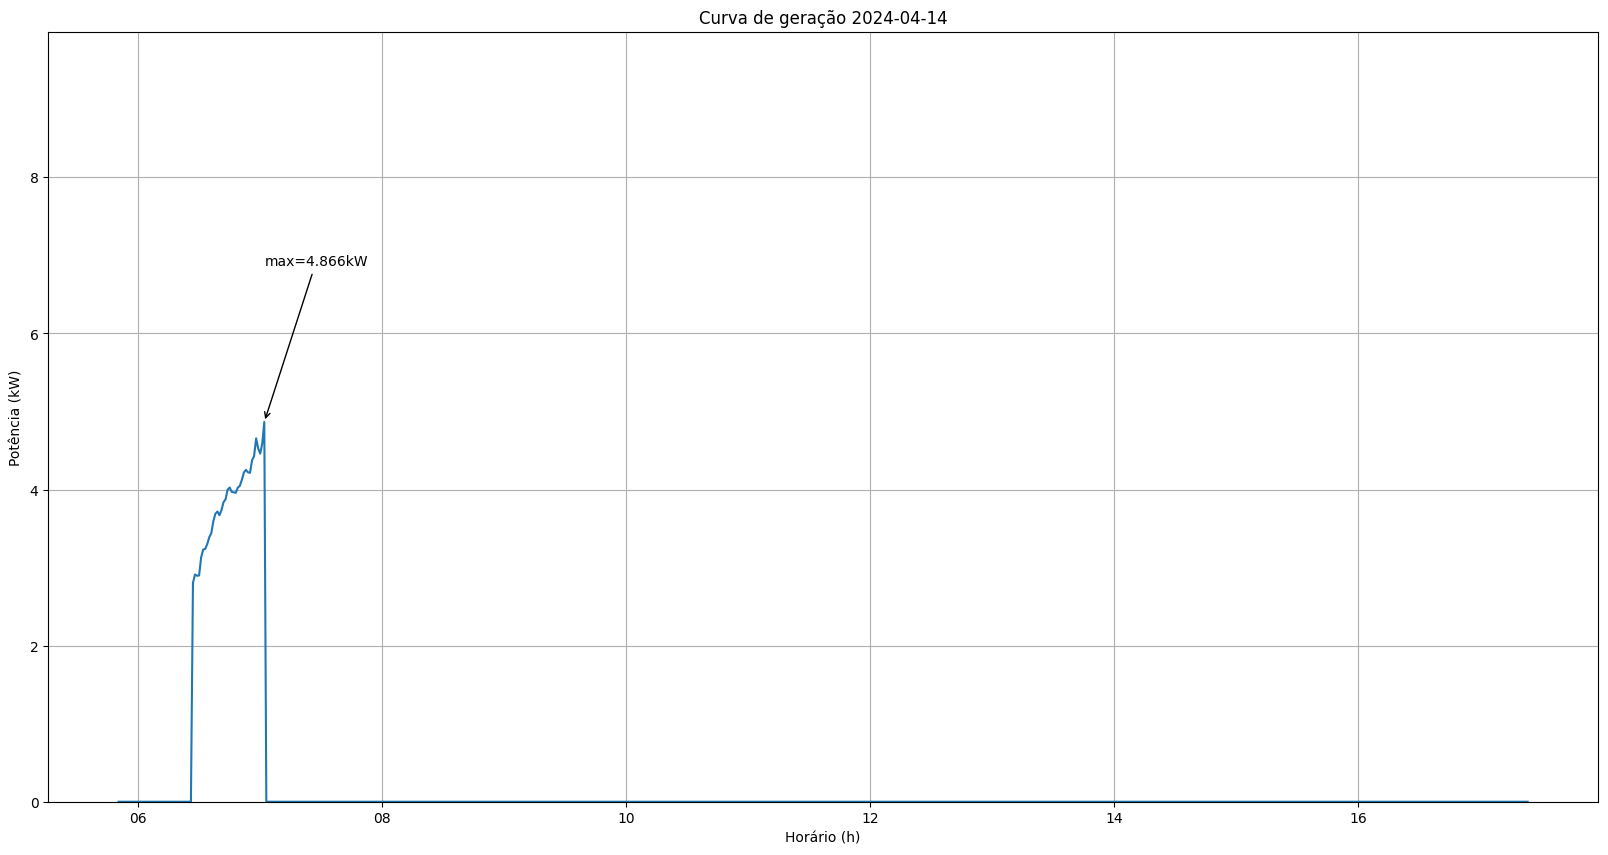 Curva de geração 2024-04-14
Potência (kW)
8
6
4
2
0
max=4.866kW
06 08 10 12 14 16
Horário (h)